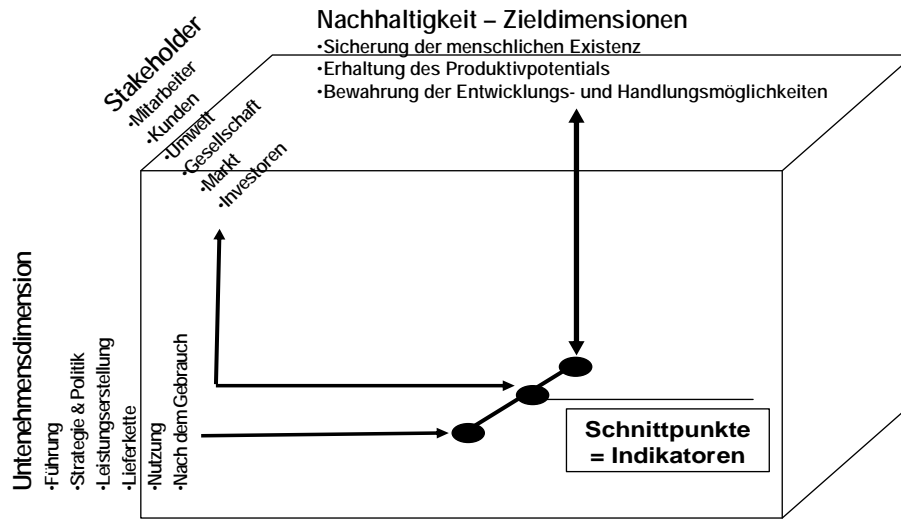 Nachhaltigkeit – Zieldimensionen
•Sicherung der menschlichen Existenz
•Erhaltung des Produktivpotentials
•Bewahrung der Entwicklungs- und Handlungsmöglichkeiten
Stakeholder
•Mitarbeiter
•Kunden
•Umwelt
•Gesellschaft
•Markt
•Investoren
Untenehmensdimension
•Führung
•Strategie & Politik
•Leistungserstellung
•Lieferkette
•Nutzung
•Nach dem Gebrauch
Schnittpunkte
= Indikatoren